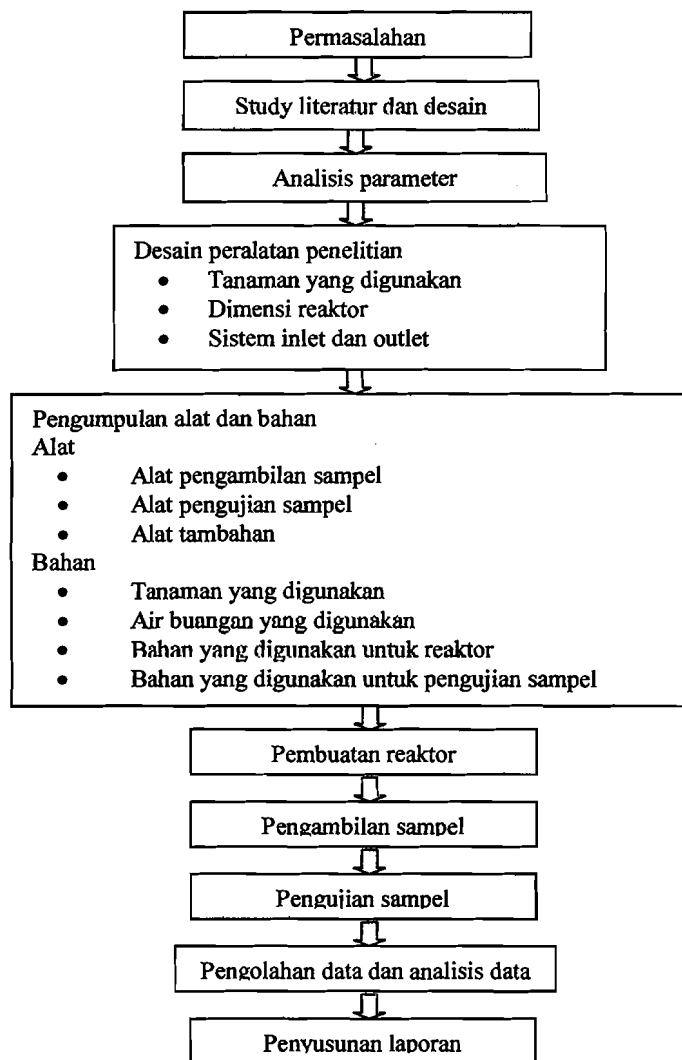 Permasalahan
Study literatur dan desain
Analisis parameter
Desain peralatan penelitian
• Tanaman yang digunakan
• Dimensi reaktor
• Sistem inlet dan outlet
Pengumpulan alat dan bahan
Alat
• Alat pengambilan sampel
• Alat pengujian sampel
• Alat tambahan
Bahan
• Tanaman yang digunakan
• Air buangan yang digunakan
• Bahan yang digunakan untuk reaktor
• Bahan yang digunakan untuk pengujian sampel
Pembuatan reaktor
Pengambilan sampel
Pengujian sampel
Pengolahan data dan analisis data
Penyusunan laporan